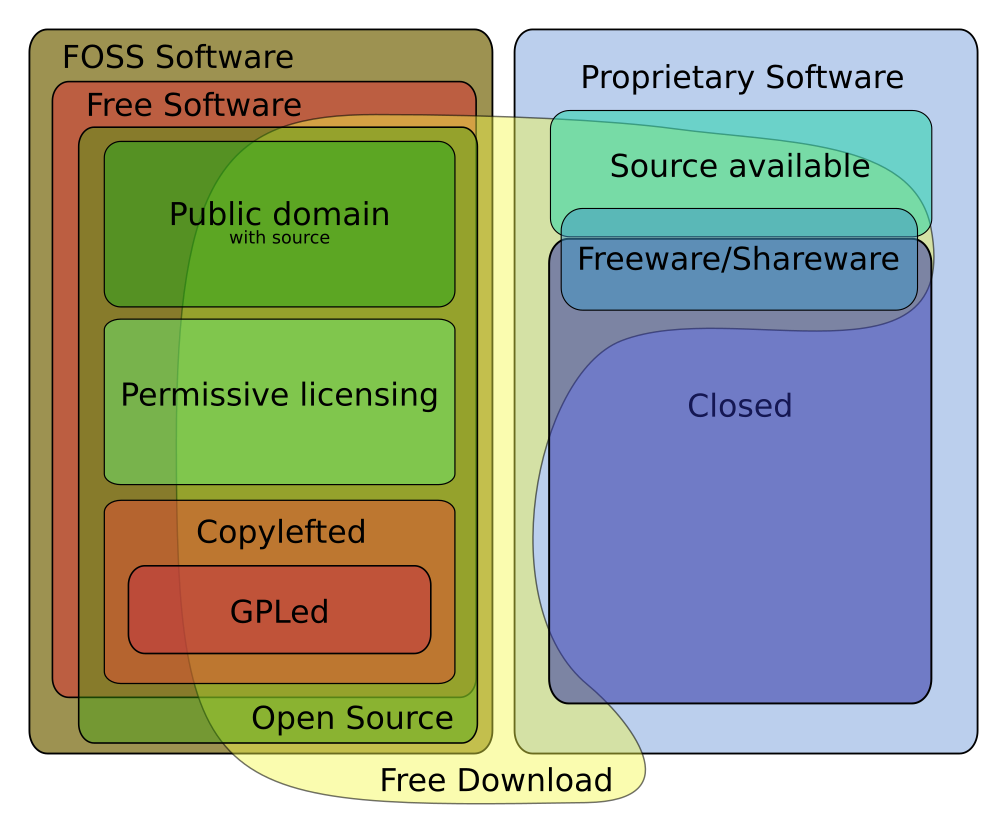 FOSS Software
Free Software
Public domain
with source
Permissive licensing
Copylefted
GPLed
Open Source
Free Download
Proprietary Software
Source available
Freeware/Shareware
Closed